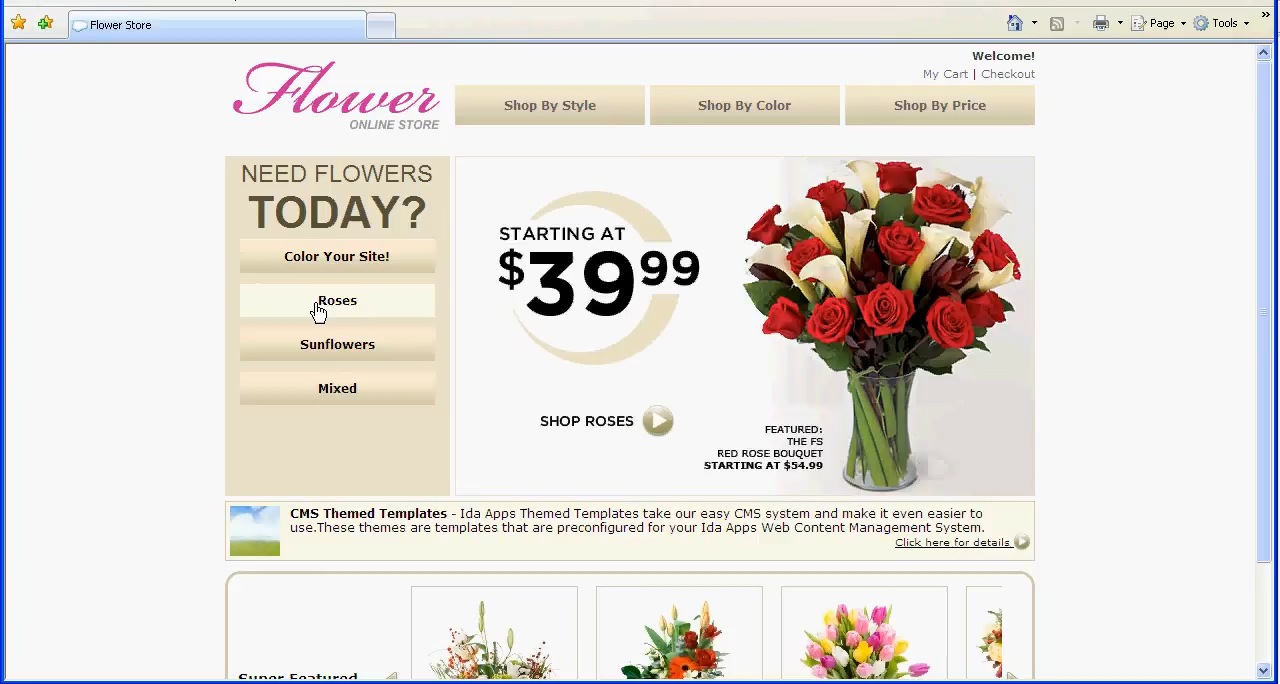 Flower Store
Page
Tools
Welcome!
My Cart | Checkout
Flower
ONLINE STORE
Shop By Style
Shop By Color
Shop By Price
NEED FLOWERS
TODAY?
Color Your Site!
Roses
Sunflowers
Mixed
STARTING AT
$39.99
SHOP ROSES
FEATURED:
THE FS
RED ROSE BOUQUET
STARTING AT $54.99
CMS Themed Templates - Ida Apps Themed Templates take our easy CMS system and make it even easier to
use.These themes are templates that are preconfigured for your Ida Apps Web Content Management System.
Click here for details
Super Featured